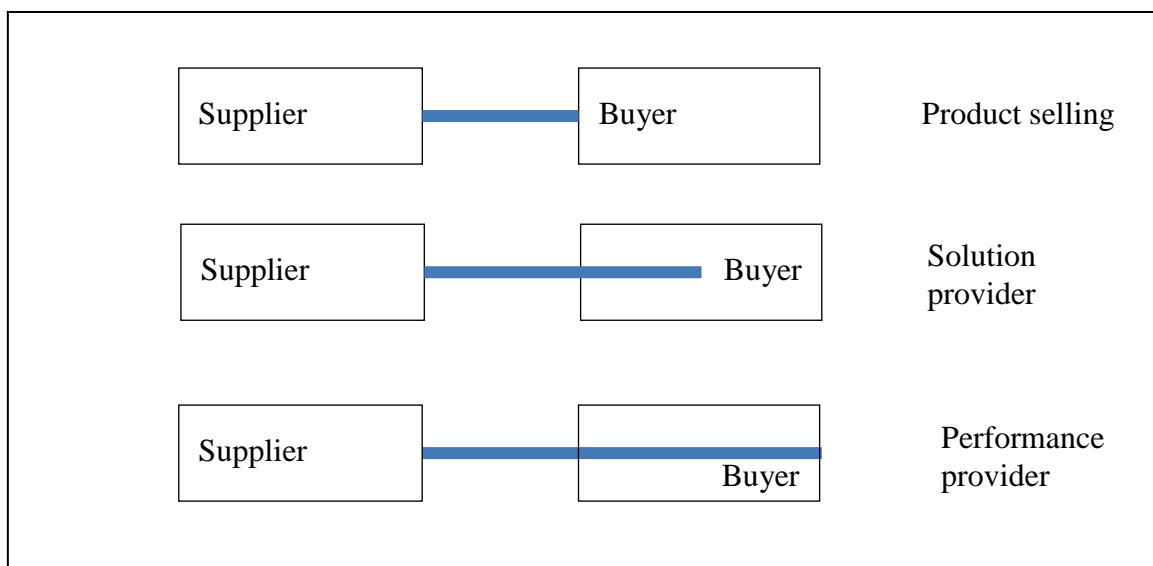 Supplier
Buyer
Product selling
Supplier
Buyer
Solution
provider
Supplier
Buyer
Performance
provider